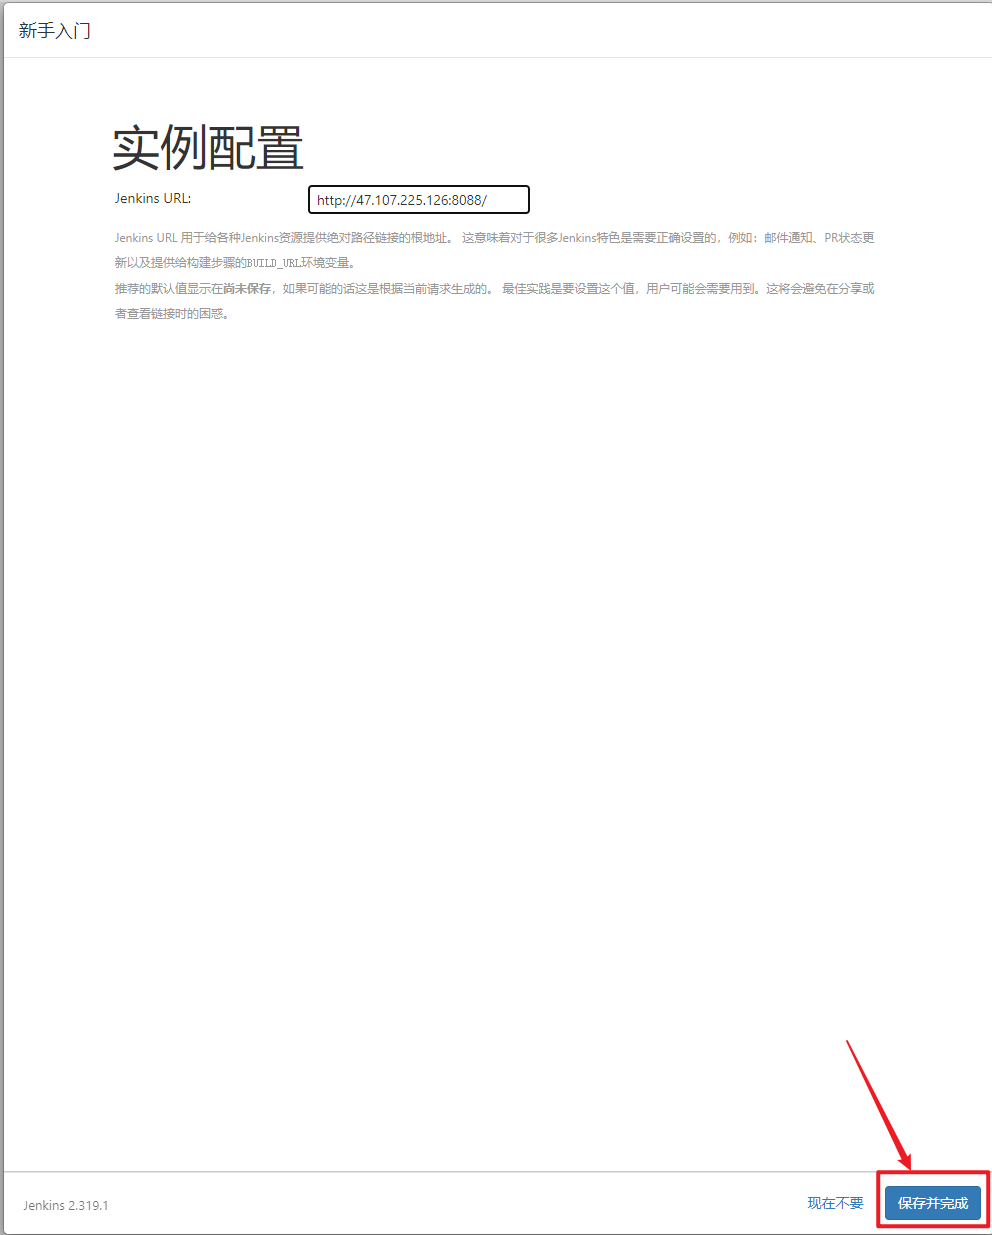 新手入门
实例配置
Jenkins URL:
http://47.107.225.126:8088/
Jenkins URL 用于给各种Jenkins资源提供绝对路径链接的根地址。 这意味着对于很多Jenkins特色是需要正确设置的，例如：邮件通知、PR状态更
新以及提供给构建步骤的BUILD_URL环境变量。
推荐的默认值显示在尚未保存，如果可能的话这是根据当前请求生成的。 最佳实践是要设置这个值，用户可能会需要用到。这将会避免在分享或
者查看链接时的困惑。
Jenkins 2.319.1
现在不要
保存并完成